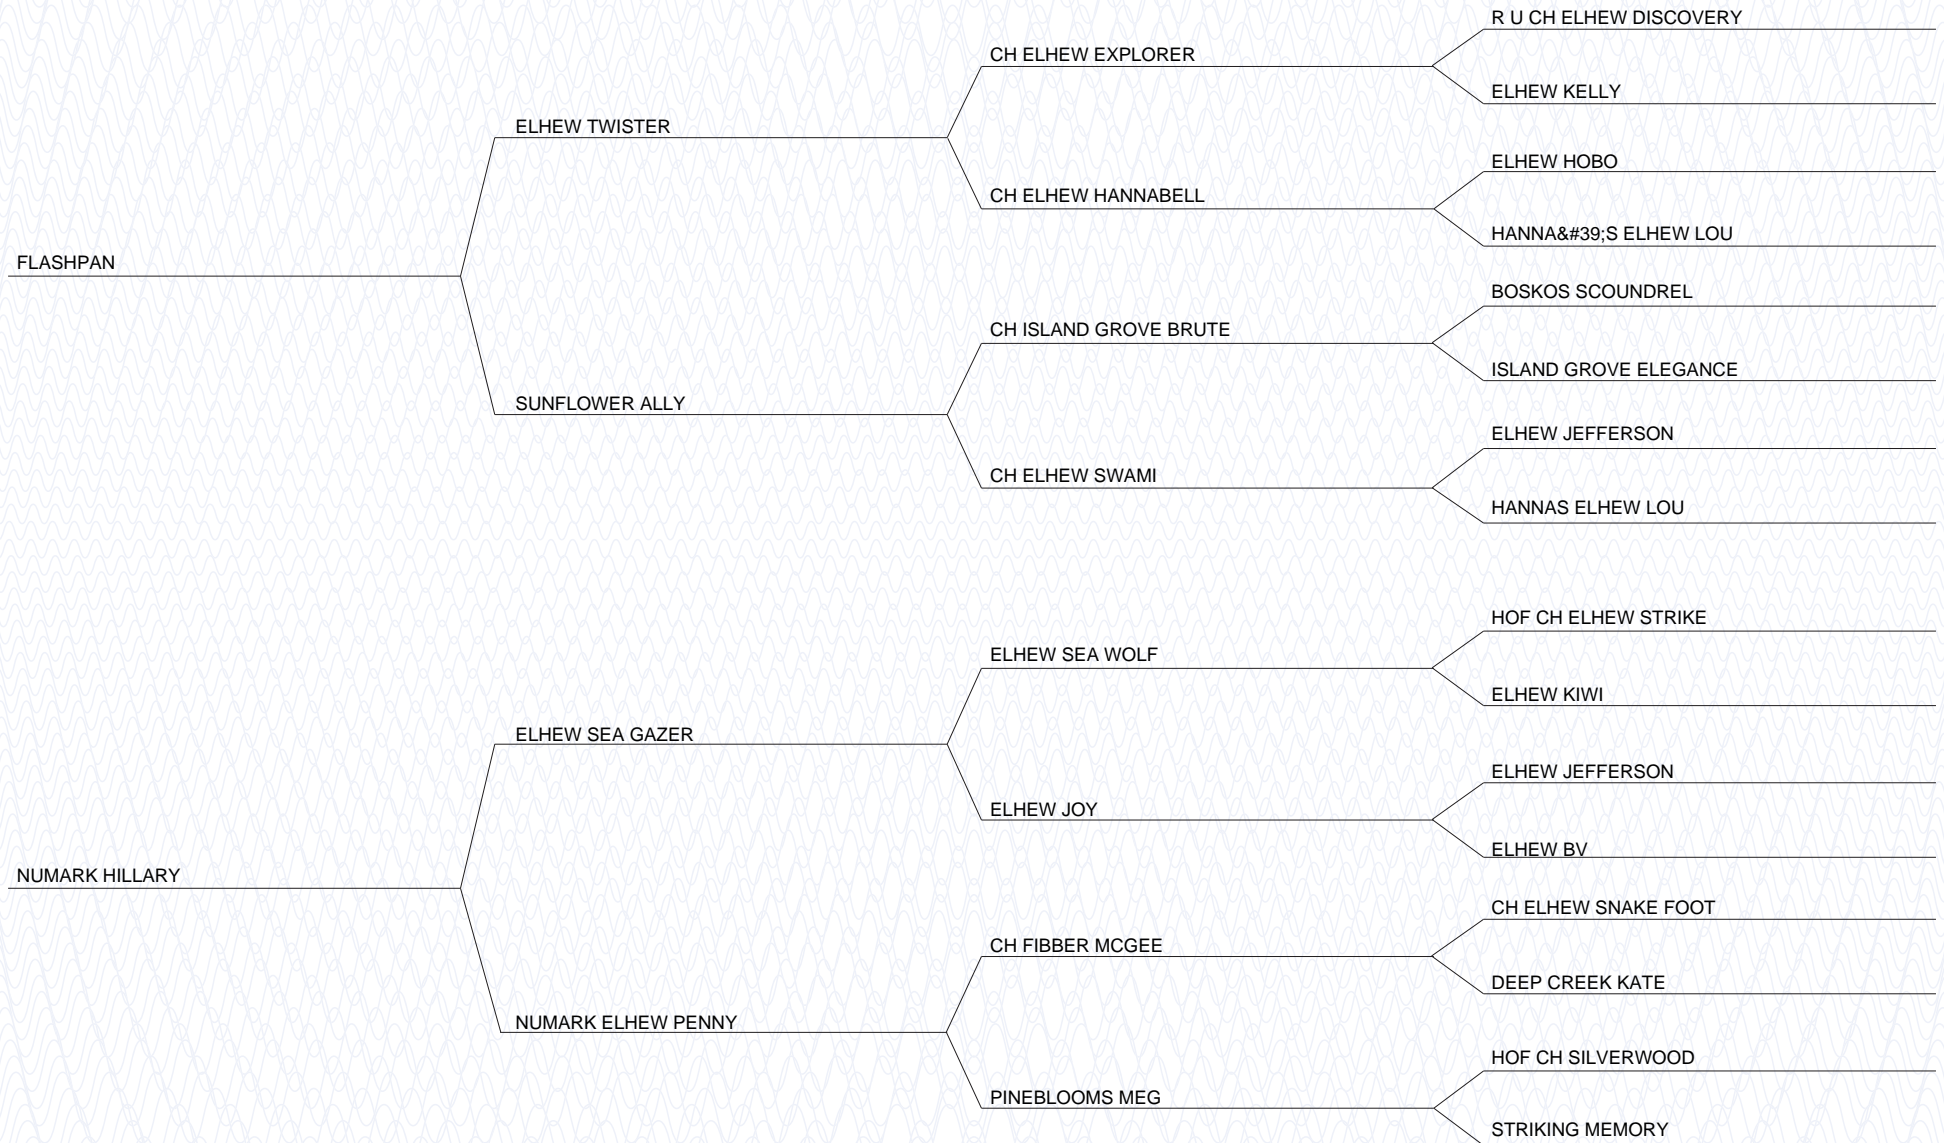 R U CH ELHEW DISCOVERY
CH ELHEW EXPLORER
ELHEW KELLY
ELHEW TWISTER
ELHEW HOBO
CH ELHEW HANNABELL
HANNA&#39;S ELHEW LOU
FLASHPAN
BOSKOS SCOUNDREL
CH ISLAND GROVE BRUTE
ISLAND GROVE ELEGANCE
SUNFLOWER ALLY
ELHEW JEFFERSON
CH ELHEW SWAMI
HANNAS ELHEW LOU
HOF CH ELHEW STRIKE
ELHEW SEA WOLF
ELHEW KIWI
ELHEW SEA GAZER
ELHEW JEFFERSON
ELHEW JOY
ELHEW BV
NUMARK HILLARY
CH ELHEW SNAKE FOOT
CH FIBBER MCGEE
DEEP CREEK KATE
NUMARK ELHEW PENNY
HOF CH SILVERWOOD
PINEBLOOMS MEG
STRIKING MEMORY